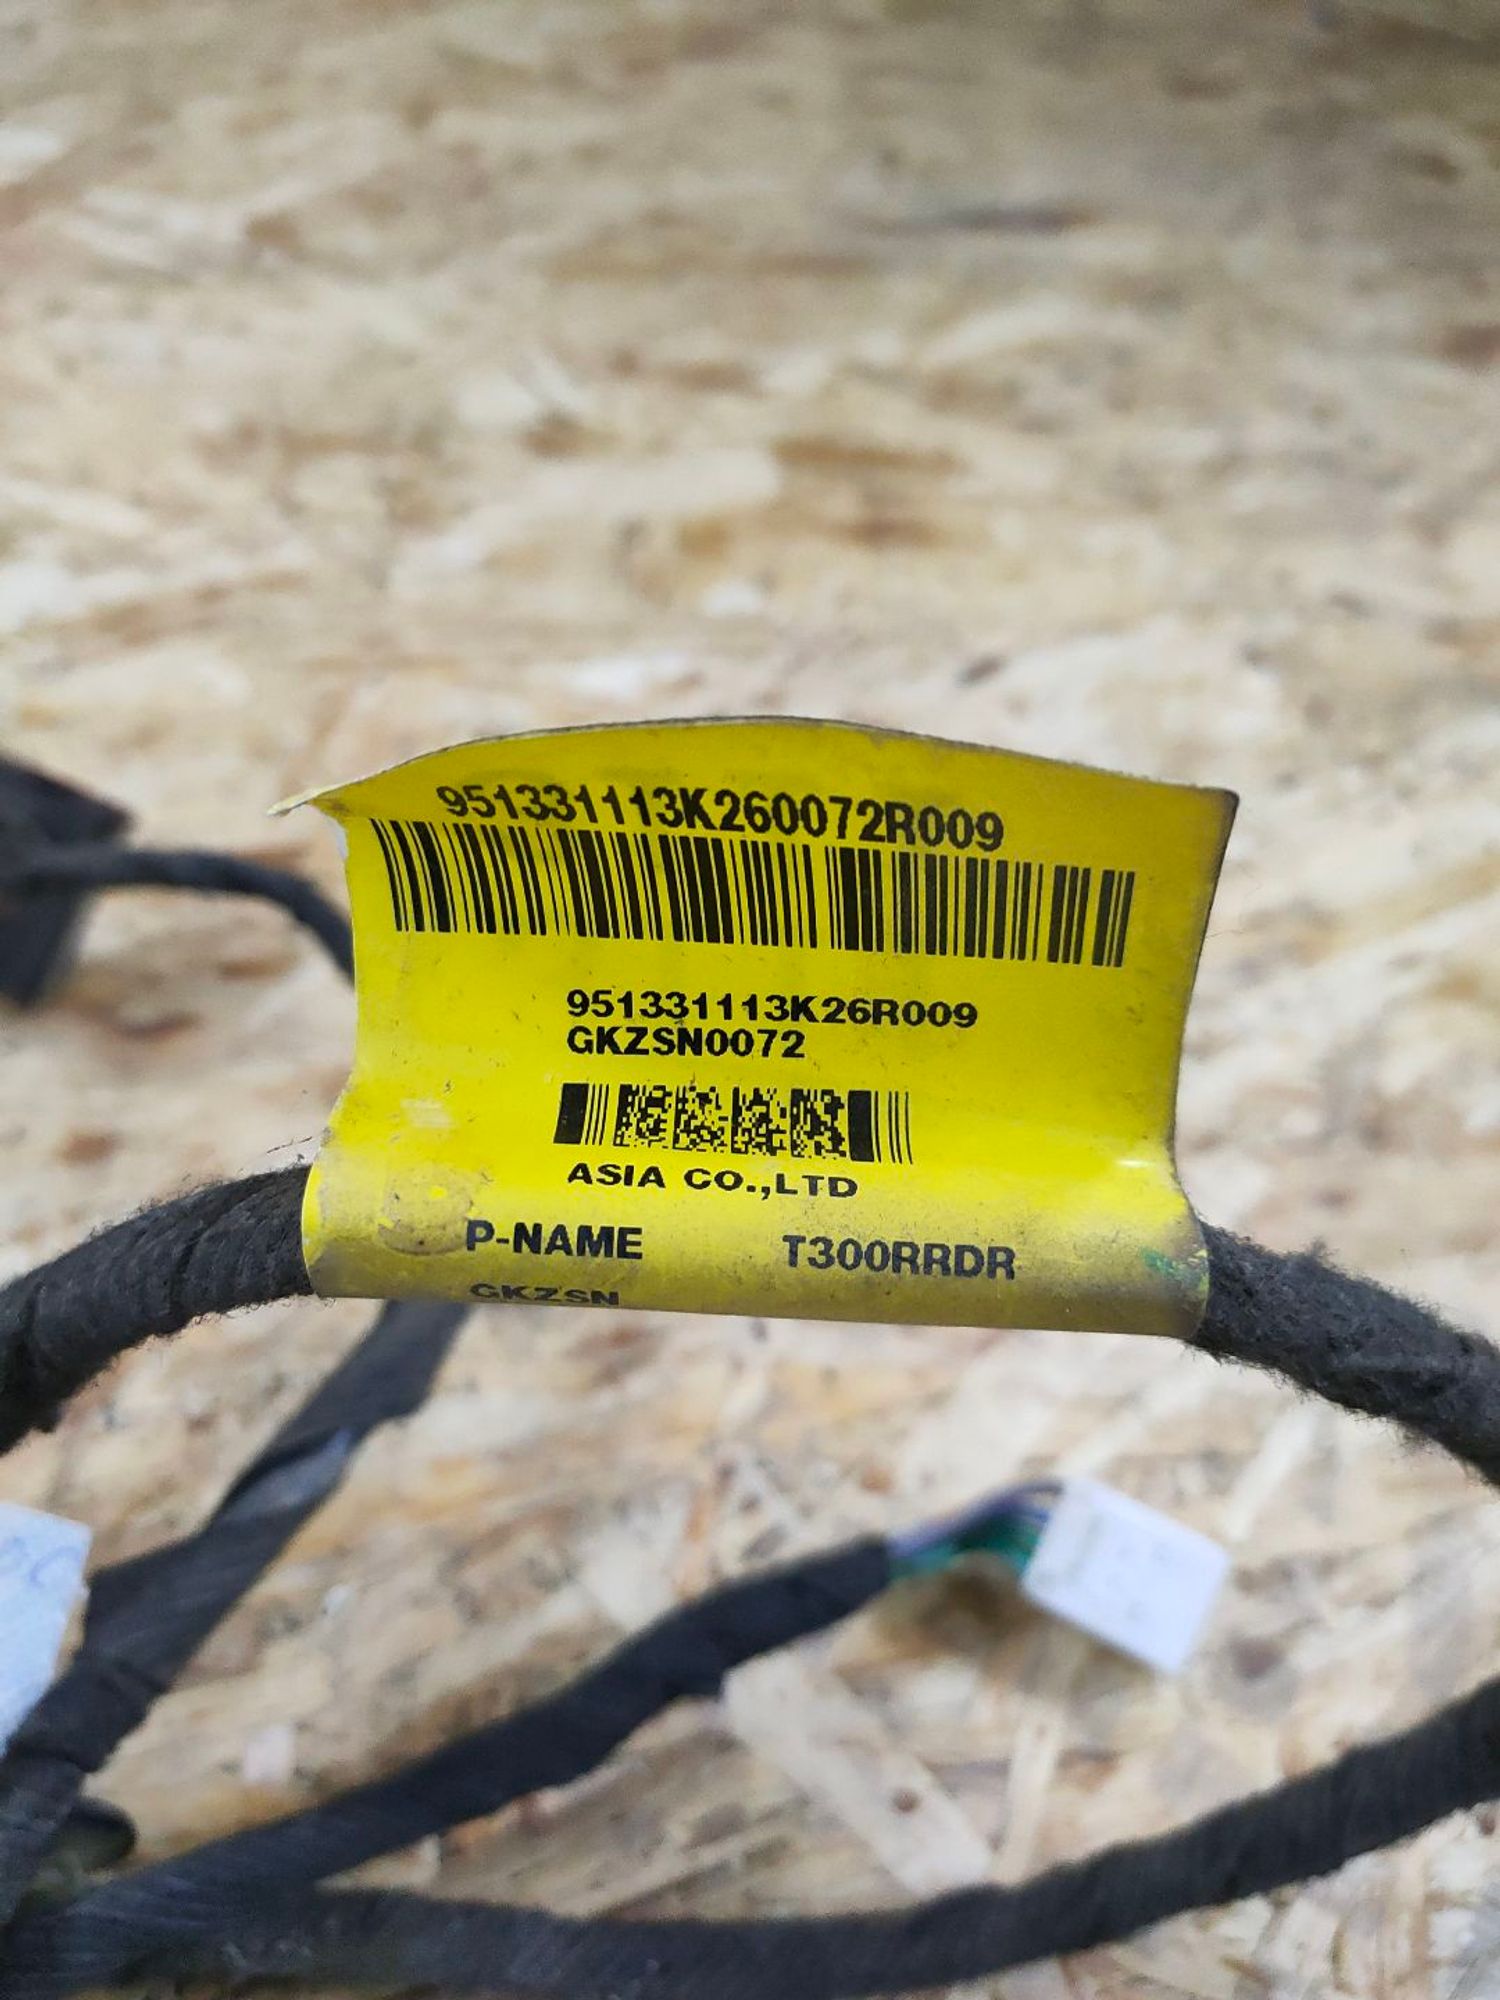 951331113K260072R009
951331113K26R009
GKZSN0072
ASIA CO.,LTD
P-NAME T300RRDR
GKZSN